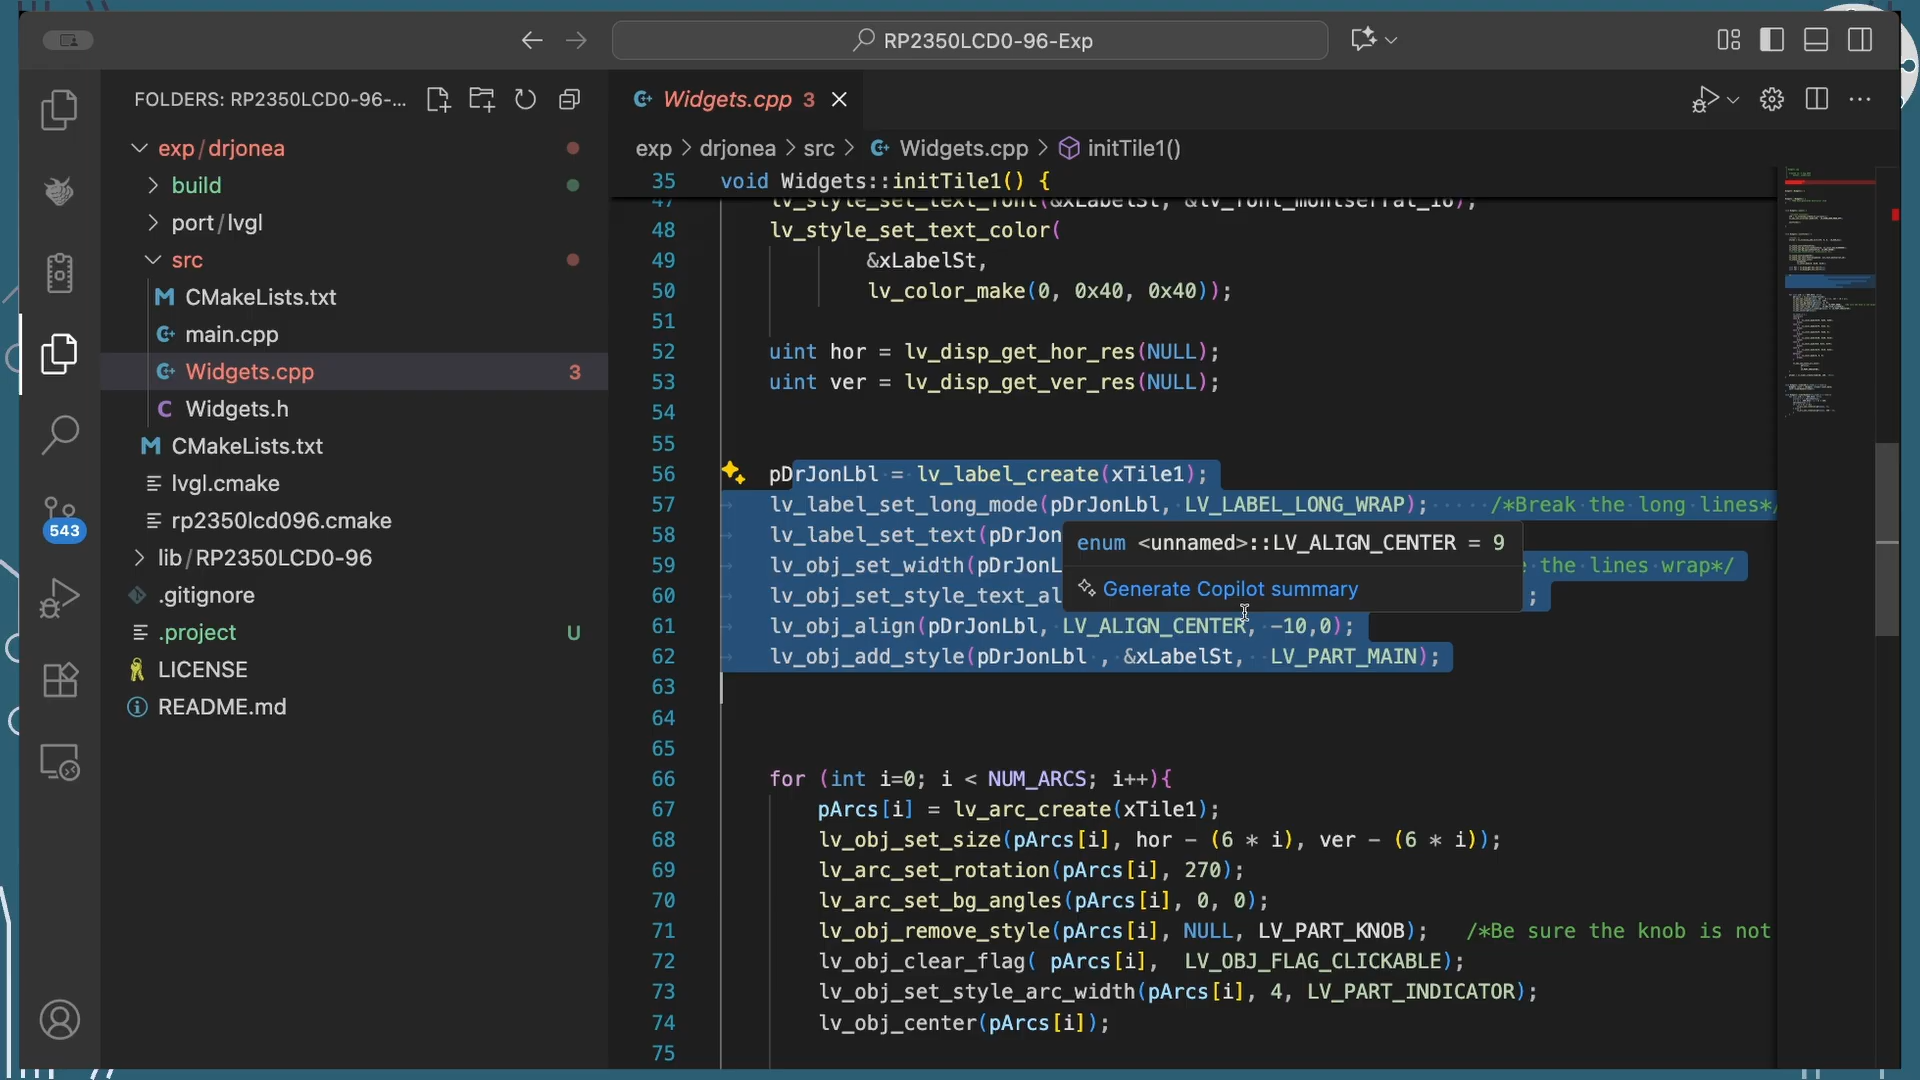 RP2350LCD0-96-Exp
FOLDERS: RP2350LCD0-96-...
exp / drjonea
build
port / lvgl
src
CMakeLists.txt
main.cpp
Widgets.cpp 3
Widgets.h
CMakeLists.txt
lvgl.cmake
rp2350lcd096.cmake
lib / RP2350LCD0-96
.gitignore
.project U
LICENSE
README.md
543
Widgets.cpp 3
exp > drjonea > src > Widgets.cpp > initTile1()
35 void Widgets::initTile1() {
47 lv_style_set_text_font(&xLabelSt, &lv_font_montserrat_16);
48 lv_style_set_text_color(
49 &xLabelSt,
50 lv_color_make(0, 0x40, 0x40));
51
52 uint hor = lv_disp_get_hor_res(NULL);
53 uint ver = lv_disp_get_ver_res(NULL);
54
55
56 pDrJonLbl = lv_label_create(xTile1);
57 lv_label_set_long_mode(pDrJonLbl, LV_LABEL_LONG_WRAP); /*Break the long lines*/
58 lv_label_set_text(pDrJon
59 lv_obj_set_width(pDrJonL the lines wrap*/
60 lv_obj_set_style_text_al ;
61 lv_obj_align(pDrJonLbl, LV_ALIGN_CENTER, -10,0);
62 lv_obj_add_style(pDrJonLbl , &xLabelSt, LV_PART_MAIN);
63
64
65
66 for (int i=0; i < NUM_ARCS; i++){
67 pArcs[i] = lv_arc_create(xTile1);
68 lv_obj_set_size(pArcs[i], hor - (6 * i), ver - (6 * i));
69 lv_arc_set_rotation(pArcs[i], 270);
70 lv_arc_set_bg_angles(pArcs[i], 0, 0);
71 lv_obj_remove_style(pArcs[i], NULL, LV_PART_KNOB); /*Be sure the knob is not
72 lv_obj_clear_flag( pArcs[i], LV_OBJ_FLAG_CLICKABLE);
73 lv_obj_set_style_arc_width(pArcs[i], 4, LV_PART_INDICATOR);
74 lv_obj_center(pArcs[i]);
75
enum <unnamed>::LV_ALIGN_CENTER = 9
Generate Copilot summary